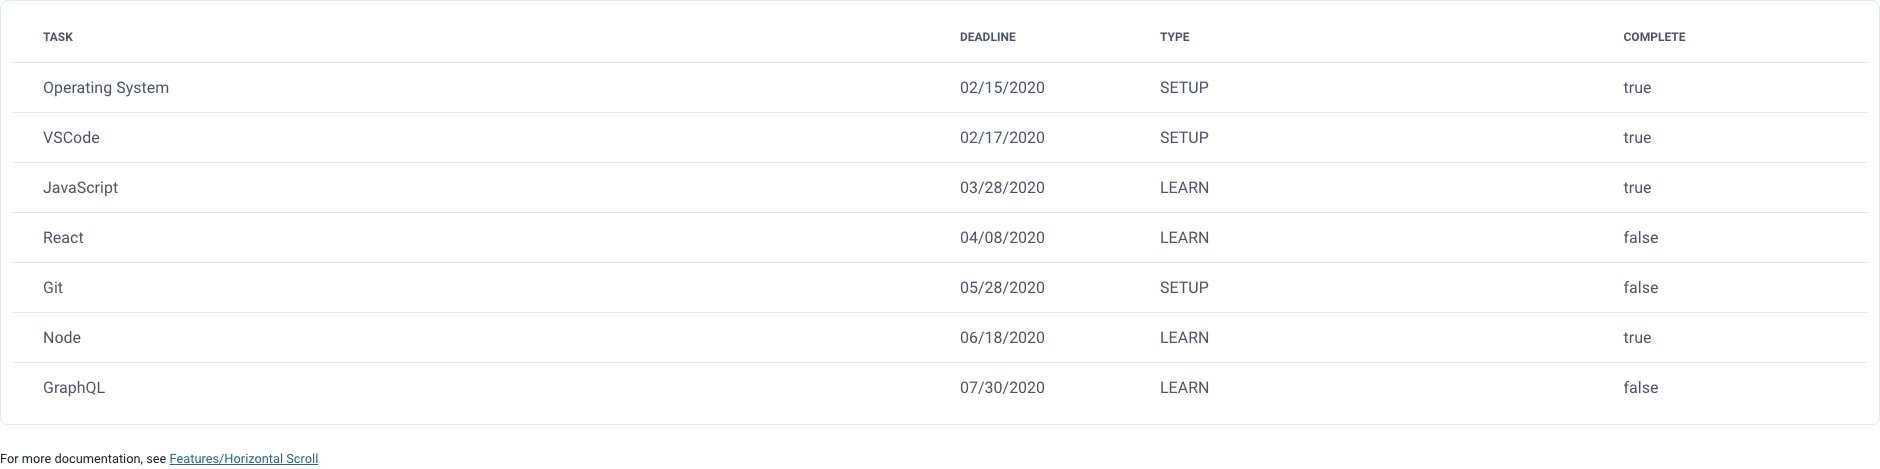 TASK DEADLINE TYPE COMPLETE
Operating System 02/15/2020 SETUP true
VSCode 02/17/2020 SETUP true
JavaScript 03/28/2020 LEARN true
React 04/08/2020 LEARN false
Git 05/28/2020 SETUP false
Node 06/18/2020 LEARN true
GraphQL 07/30/2020 LEARN false
For more documentation, see Features/Horizontal Scroll